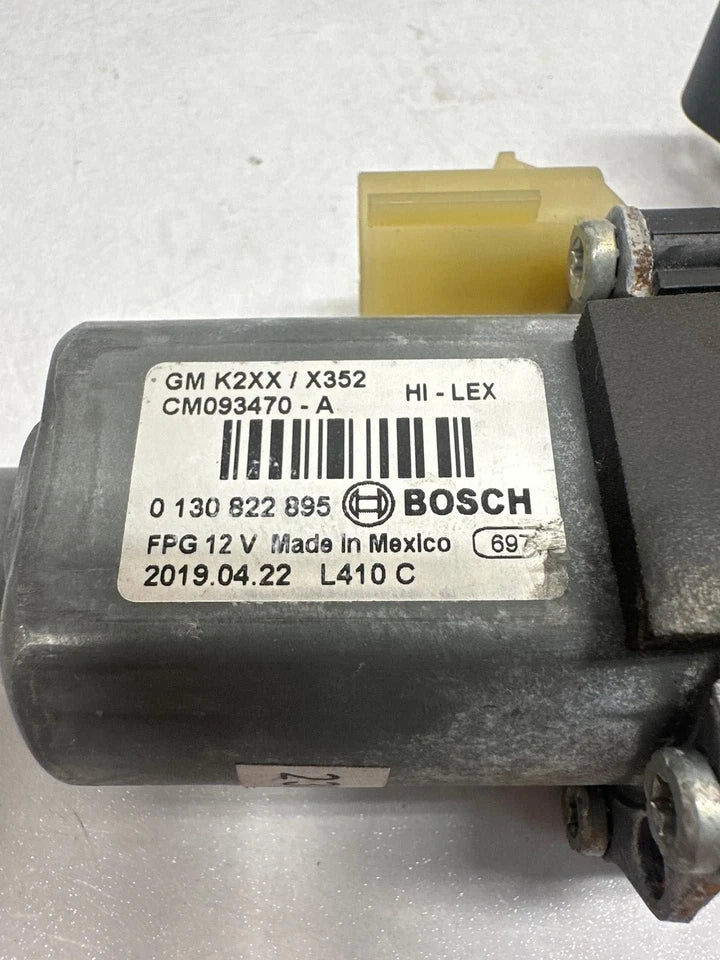 GM K2XX / X352
CM093470 - A HI - LEX
0 130 822 895 BOSCH
FPG 12 V Made in Mexico 697
2019.04.22 L410 C